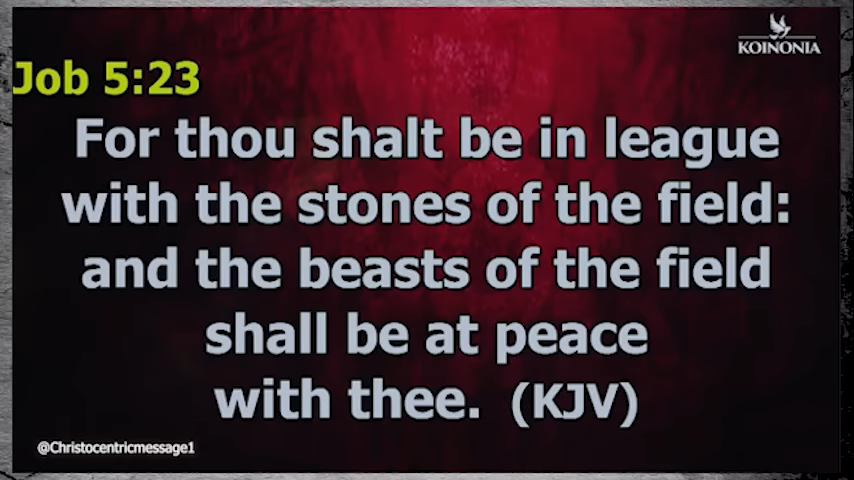 KOINONIA
Job 5:23
For thou shalt be in league
with the stones of the field:
and the beasts of the field
shall be at peace
with thee. (KJV)
@Christocentricmessage1